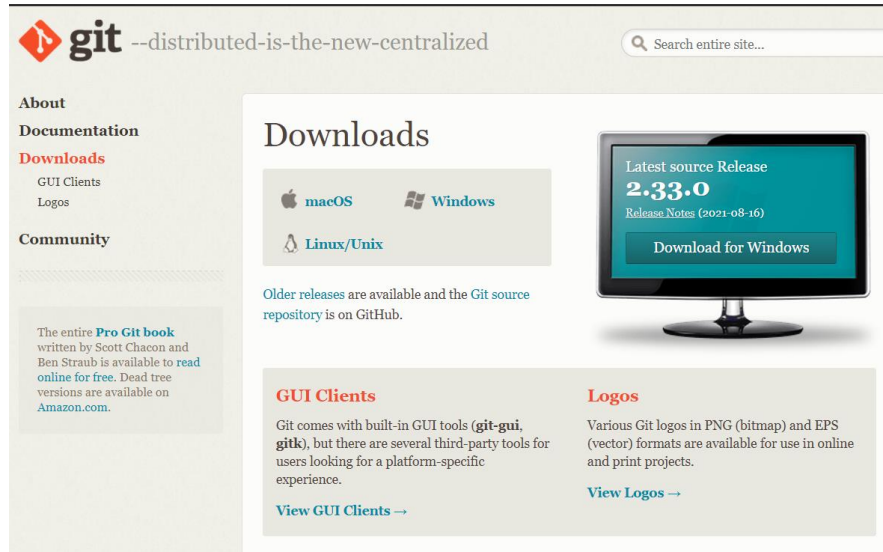 git --distributed-is-the-new-centralized
Search entire site...
About
Documentation
Downloads
GUI Clients
Logos
Community
The entire Pro Git book
written by Scott Chacon and
Ben Straub is available to read
online for free. Dead tree
versions are available on
Amazon.com.
Downloads
macOS
Windows
Linux/Unix
Older releases are available and the Git source
repository is on GitHub.
Latest source Release
2.33.0
Release Notes (2021-08-16)
Download for Windows
GUI Clients
Git comes with built-in GUI tools (git-gui,
gitk), but there are several third-party tools for
users looking for a platform-specific
experience.
View GUI Clients →
Logos
Various Git logos in PNG (bitmap) and EPS
(vector) formats are available for use in online
and print projects.
View Logos →